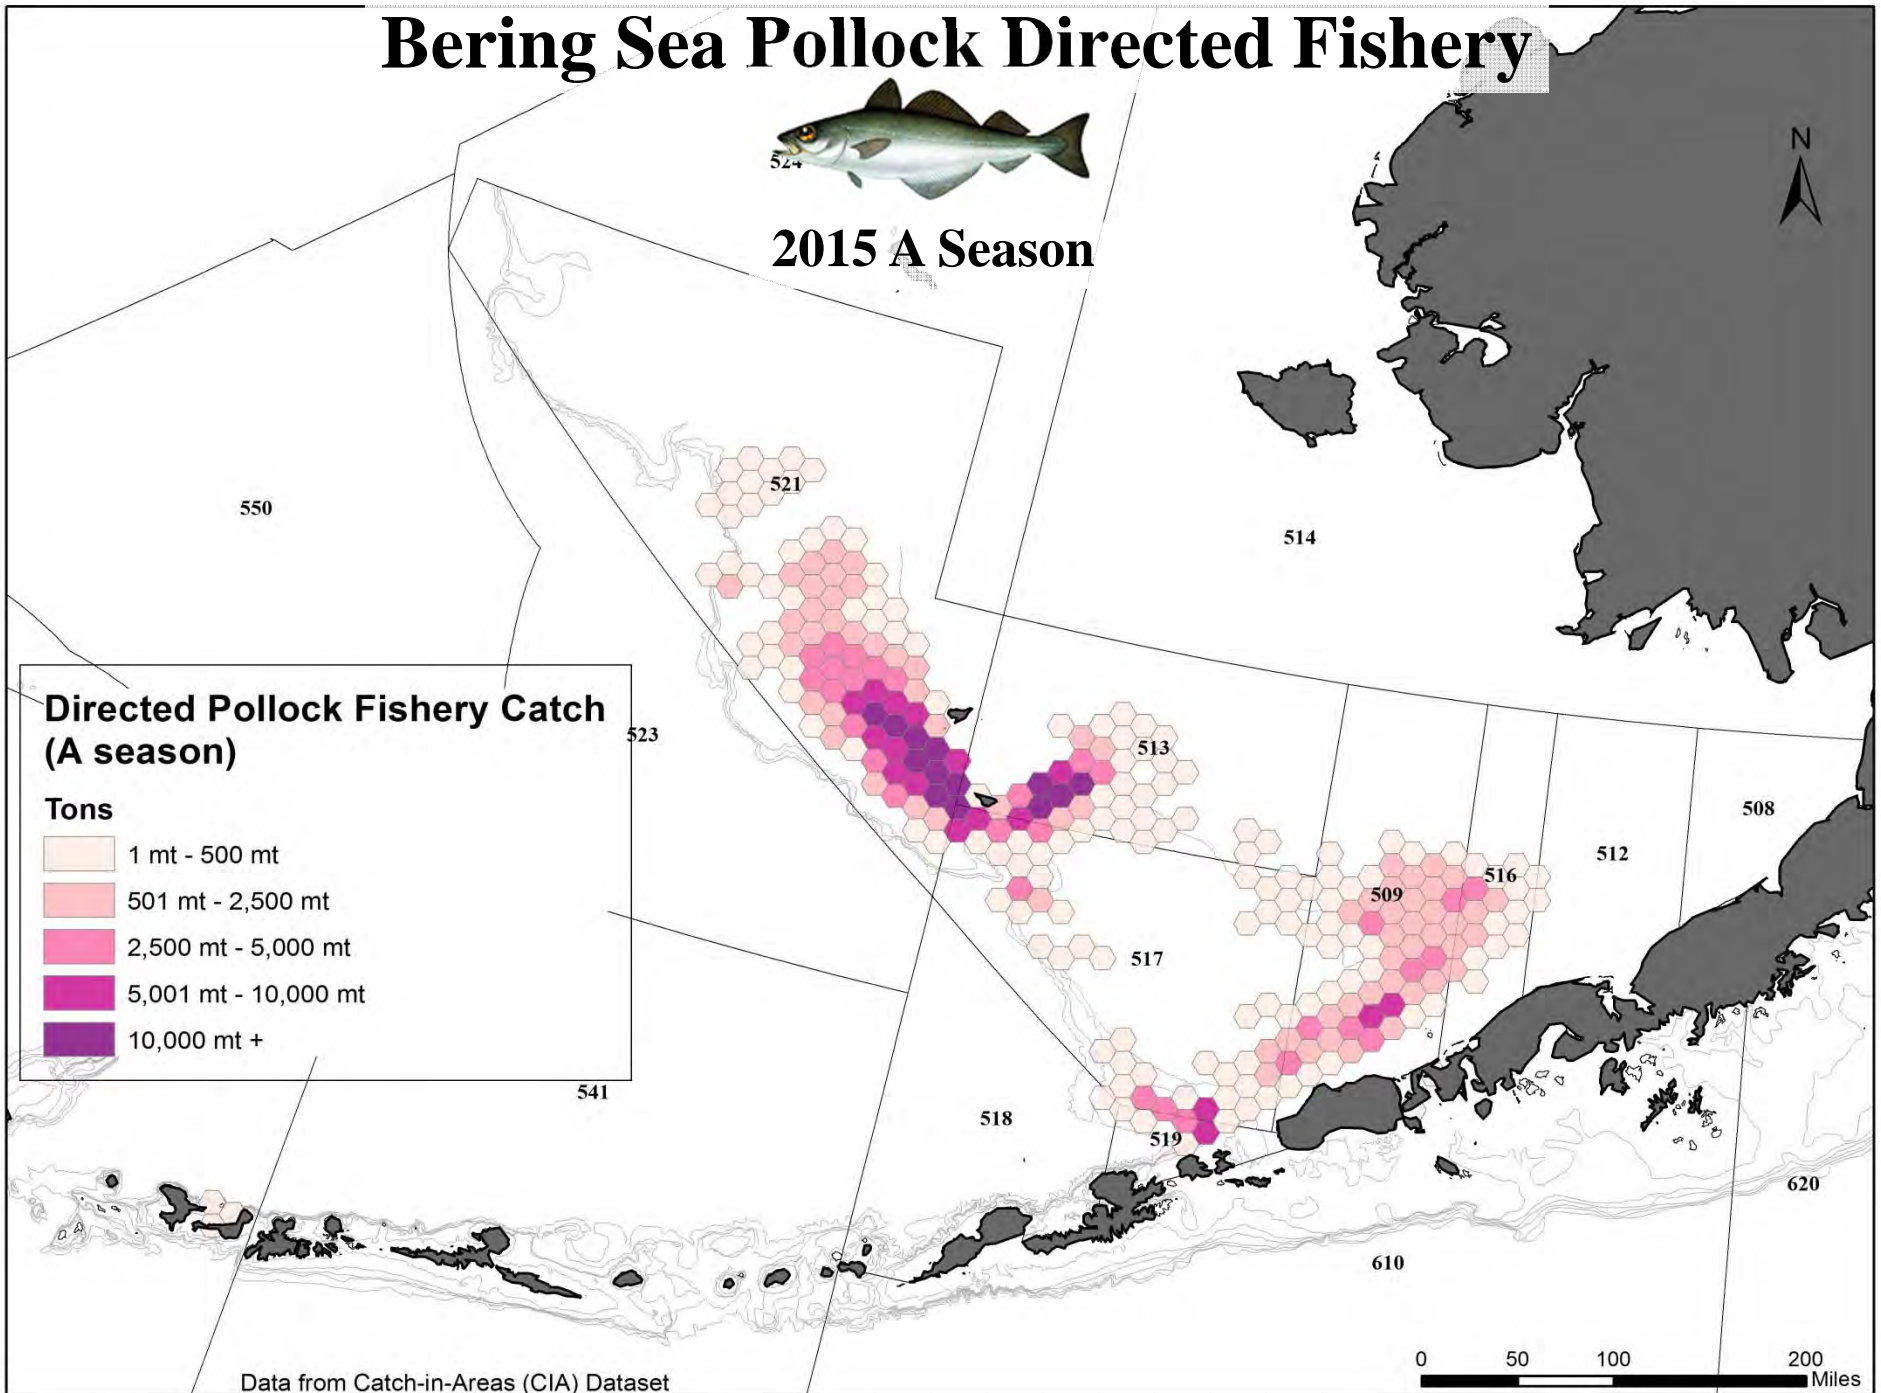 Bering Sea Pollock Directed Fishery
N
524
2015 A Season
521
550
514
Directed Pollock Fishery Catch
(A season)
523
513
Tons
508
1 mt - 500 mt
512
516
501 mt - 2,500 mt
509
2,500 mt - 5,000 mt
517
5,001 mt - 10,000 mt
10,000 mt +
541
518
519
620
610
0 50 100 200
Miles
Data from Catch-in-Areas (CIA) Dataset